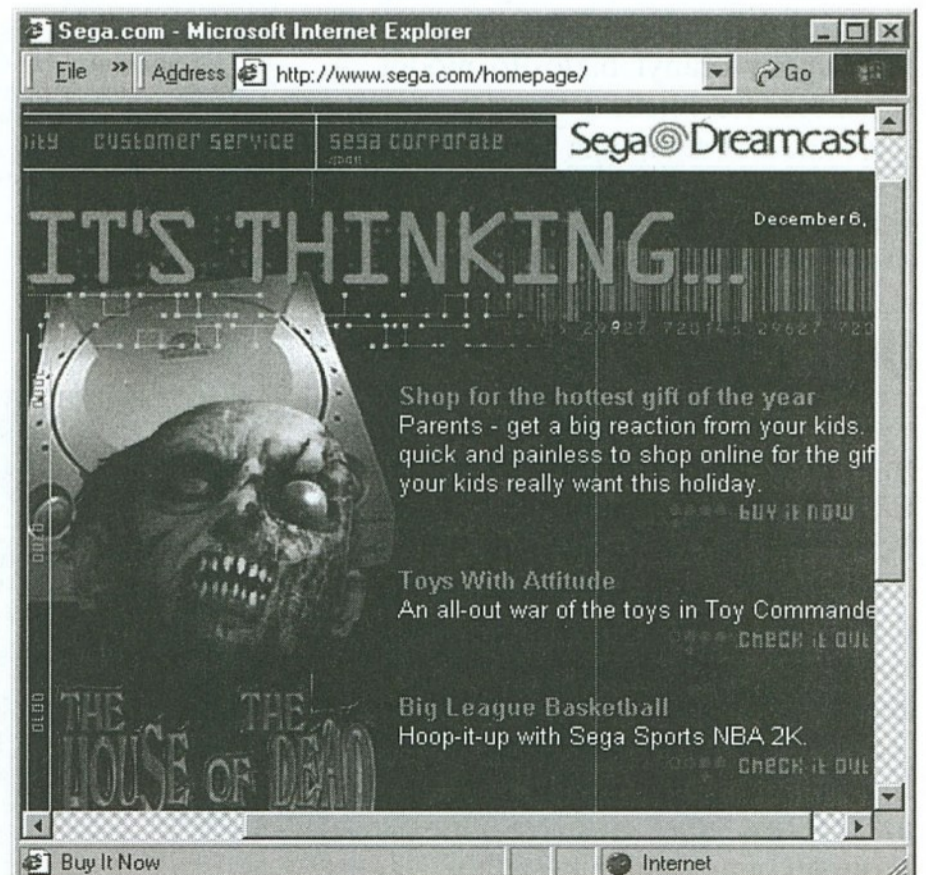 Sega.com - Microsoft Internet Explorer
File » Address http://www.sega.com/homepage/ Go
customer service sega corporate Sega Dreamcast.
IT'S THINKING...
December 6,
Shop for the hottest gift of the year
Parents - get a big reaction from your kids.
quick and painless to shop online for the gif
your kids really want this holiday.
buy it now
Toys With Attitude
An all-out war of the toys in Toy Commande
check it out
Big League Basketball
Hoop-it-up with Sega Sports NBA 2K.
check it out
THE THE
HOUSE OF DEAD
Buy It Now Internet